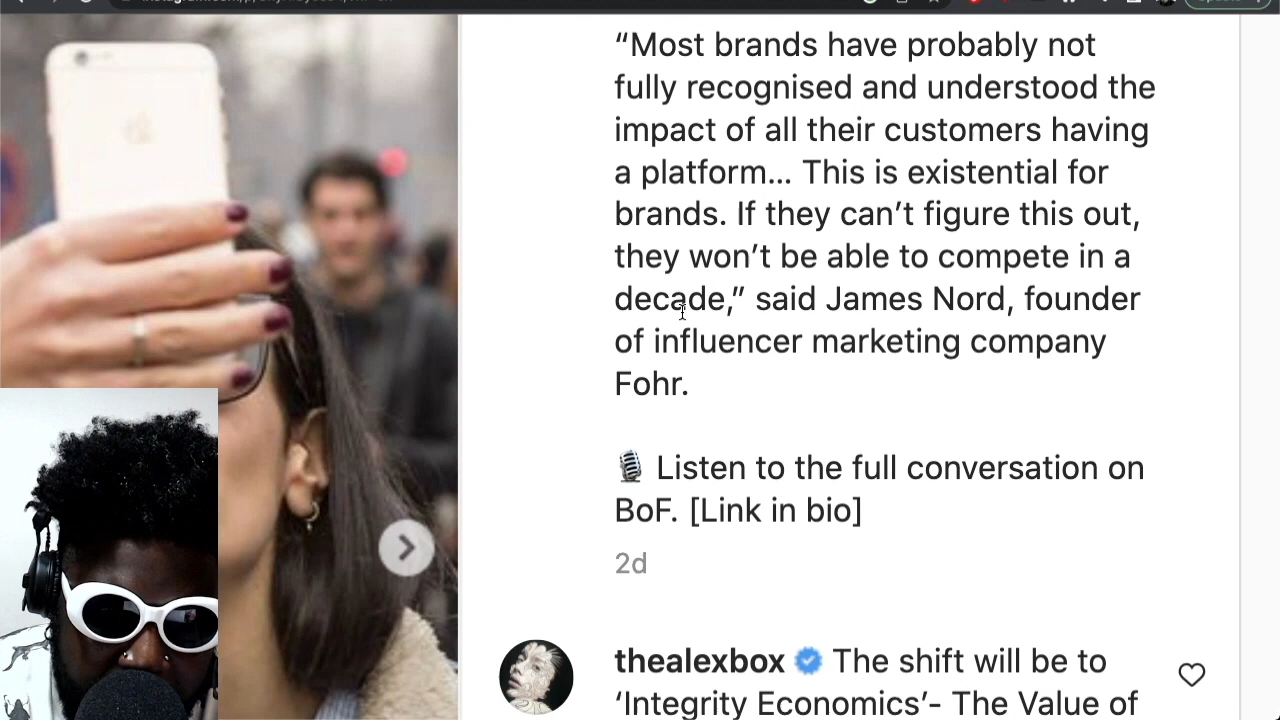 “Most brands have probably not
fully recognised and understood the
impact of all their customers having
a platform... This is existential for
brands. If they can’t figure this out,
they won’t be able to compete in a
decade,” said James Nord, founder
of influencer marketing company
Fohr.
🎙️ Listen to the full conversation on
BoF. [Link in bio]
2d
thealexbox The shift will be to
‘Integrity Economics’- The Value of